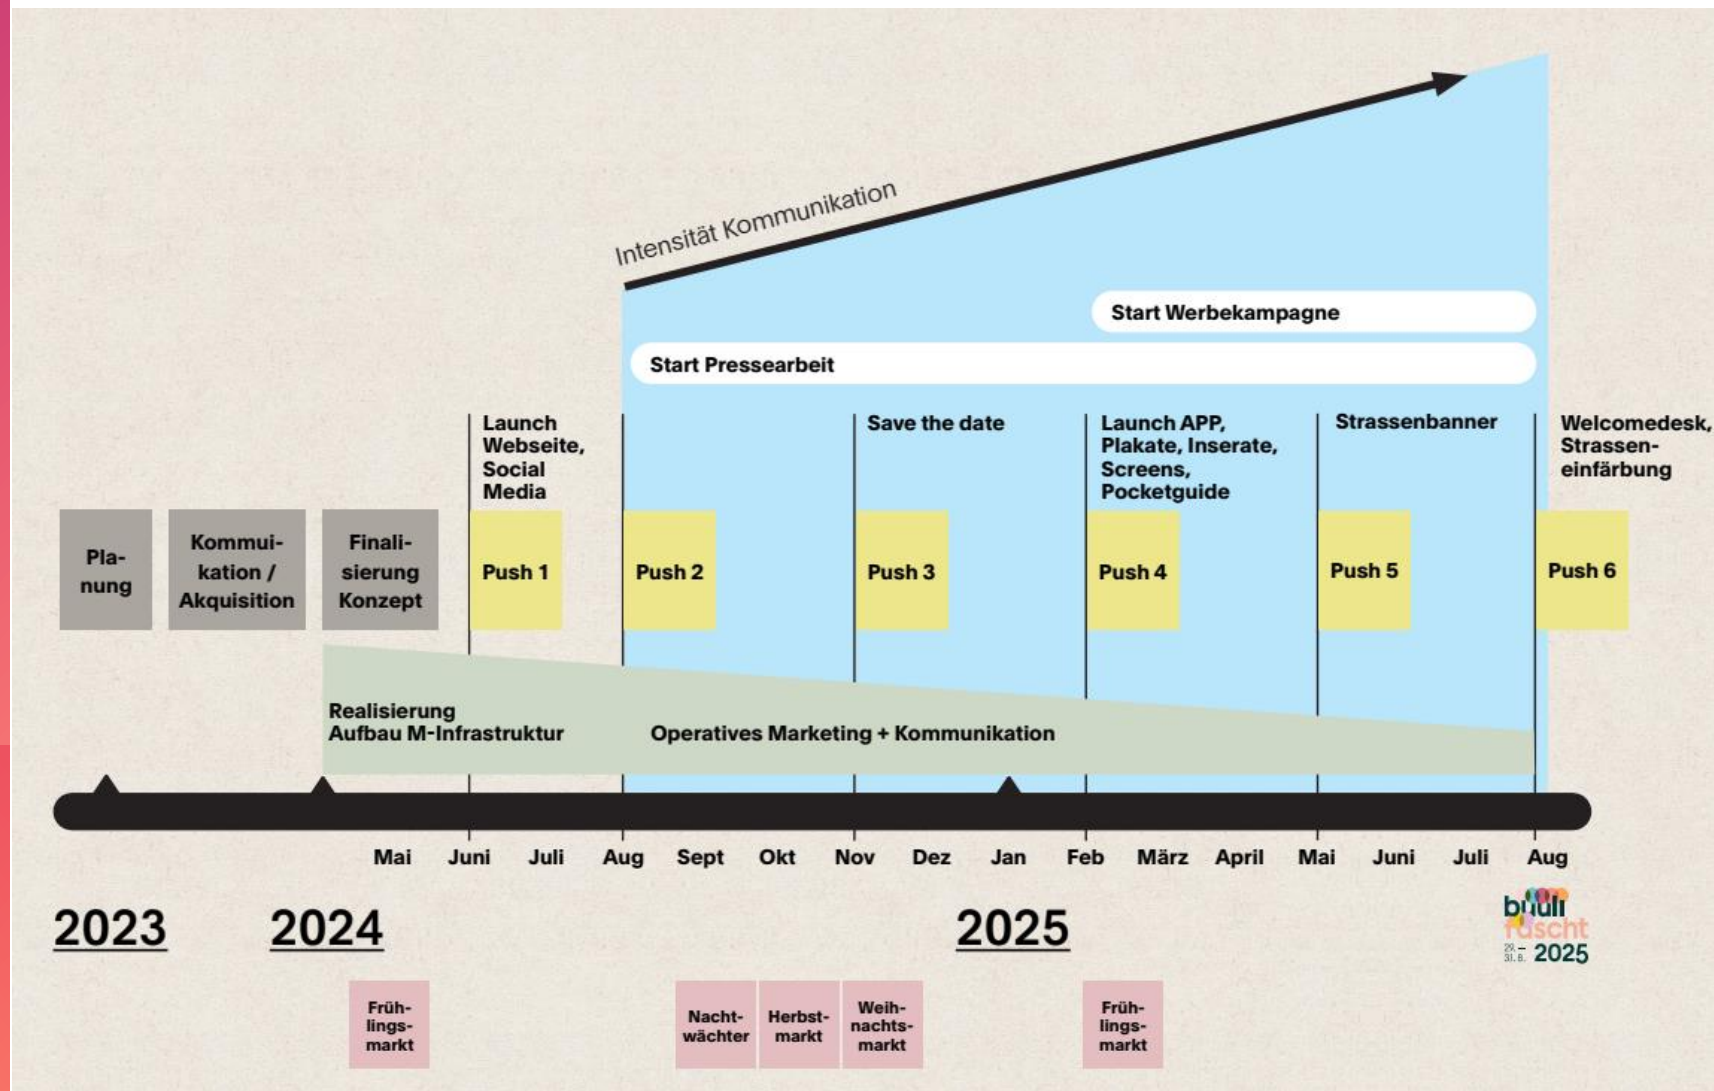 Intensität Kommunikation
Start Werbekampagne
Start Pressearbeit
Launch
Webseite,
Social
Media
Save the date
Launch APP,
Plakate, Inserate,
Screens,
Pocketguide
Strassenbanner
Welcomedesk,
Strassen-
einfärbung
Pla-
nung
Kommui-
kation /
Akquisition
Finali-
sierung
Konzept
Push 1
Push 2
Push 3
Push 4
Push 5
Push 6
Realisierung
Aufbau M-Infrastruktur
Operatives Marketing + Kommunikation
Mai Juni Juli Aug Sept Okt Nov Dez Jan Feb März April Mai Juni Juli Aug
2023
2024
2025
büüli
fäscht
29. –
31. 8. 2025
Früh-
lings-
markt
Nacht-
wächter
Herbst-
markt
Weih-
nachts-
markt
Früh-
lings-
markt